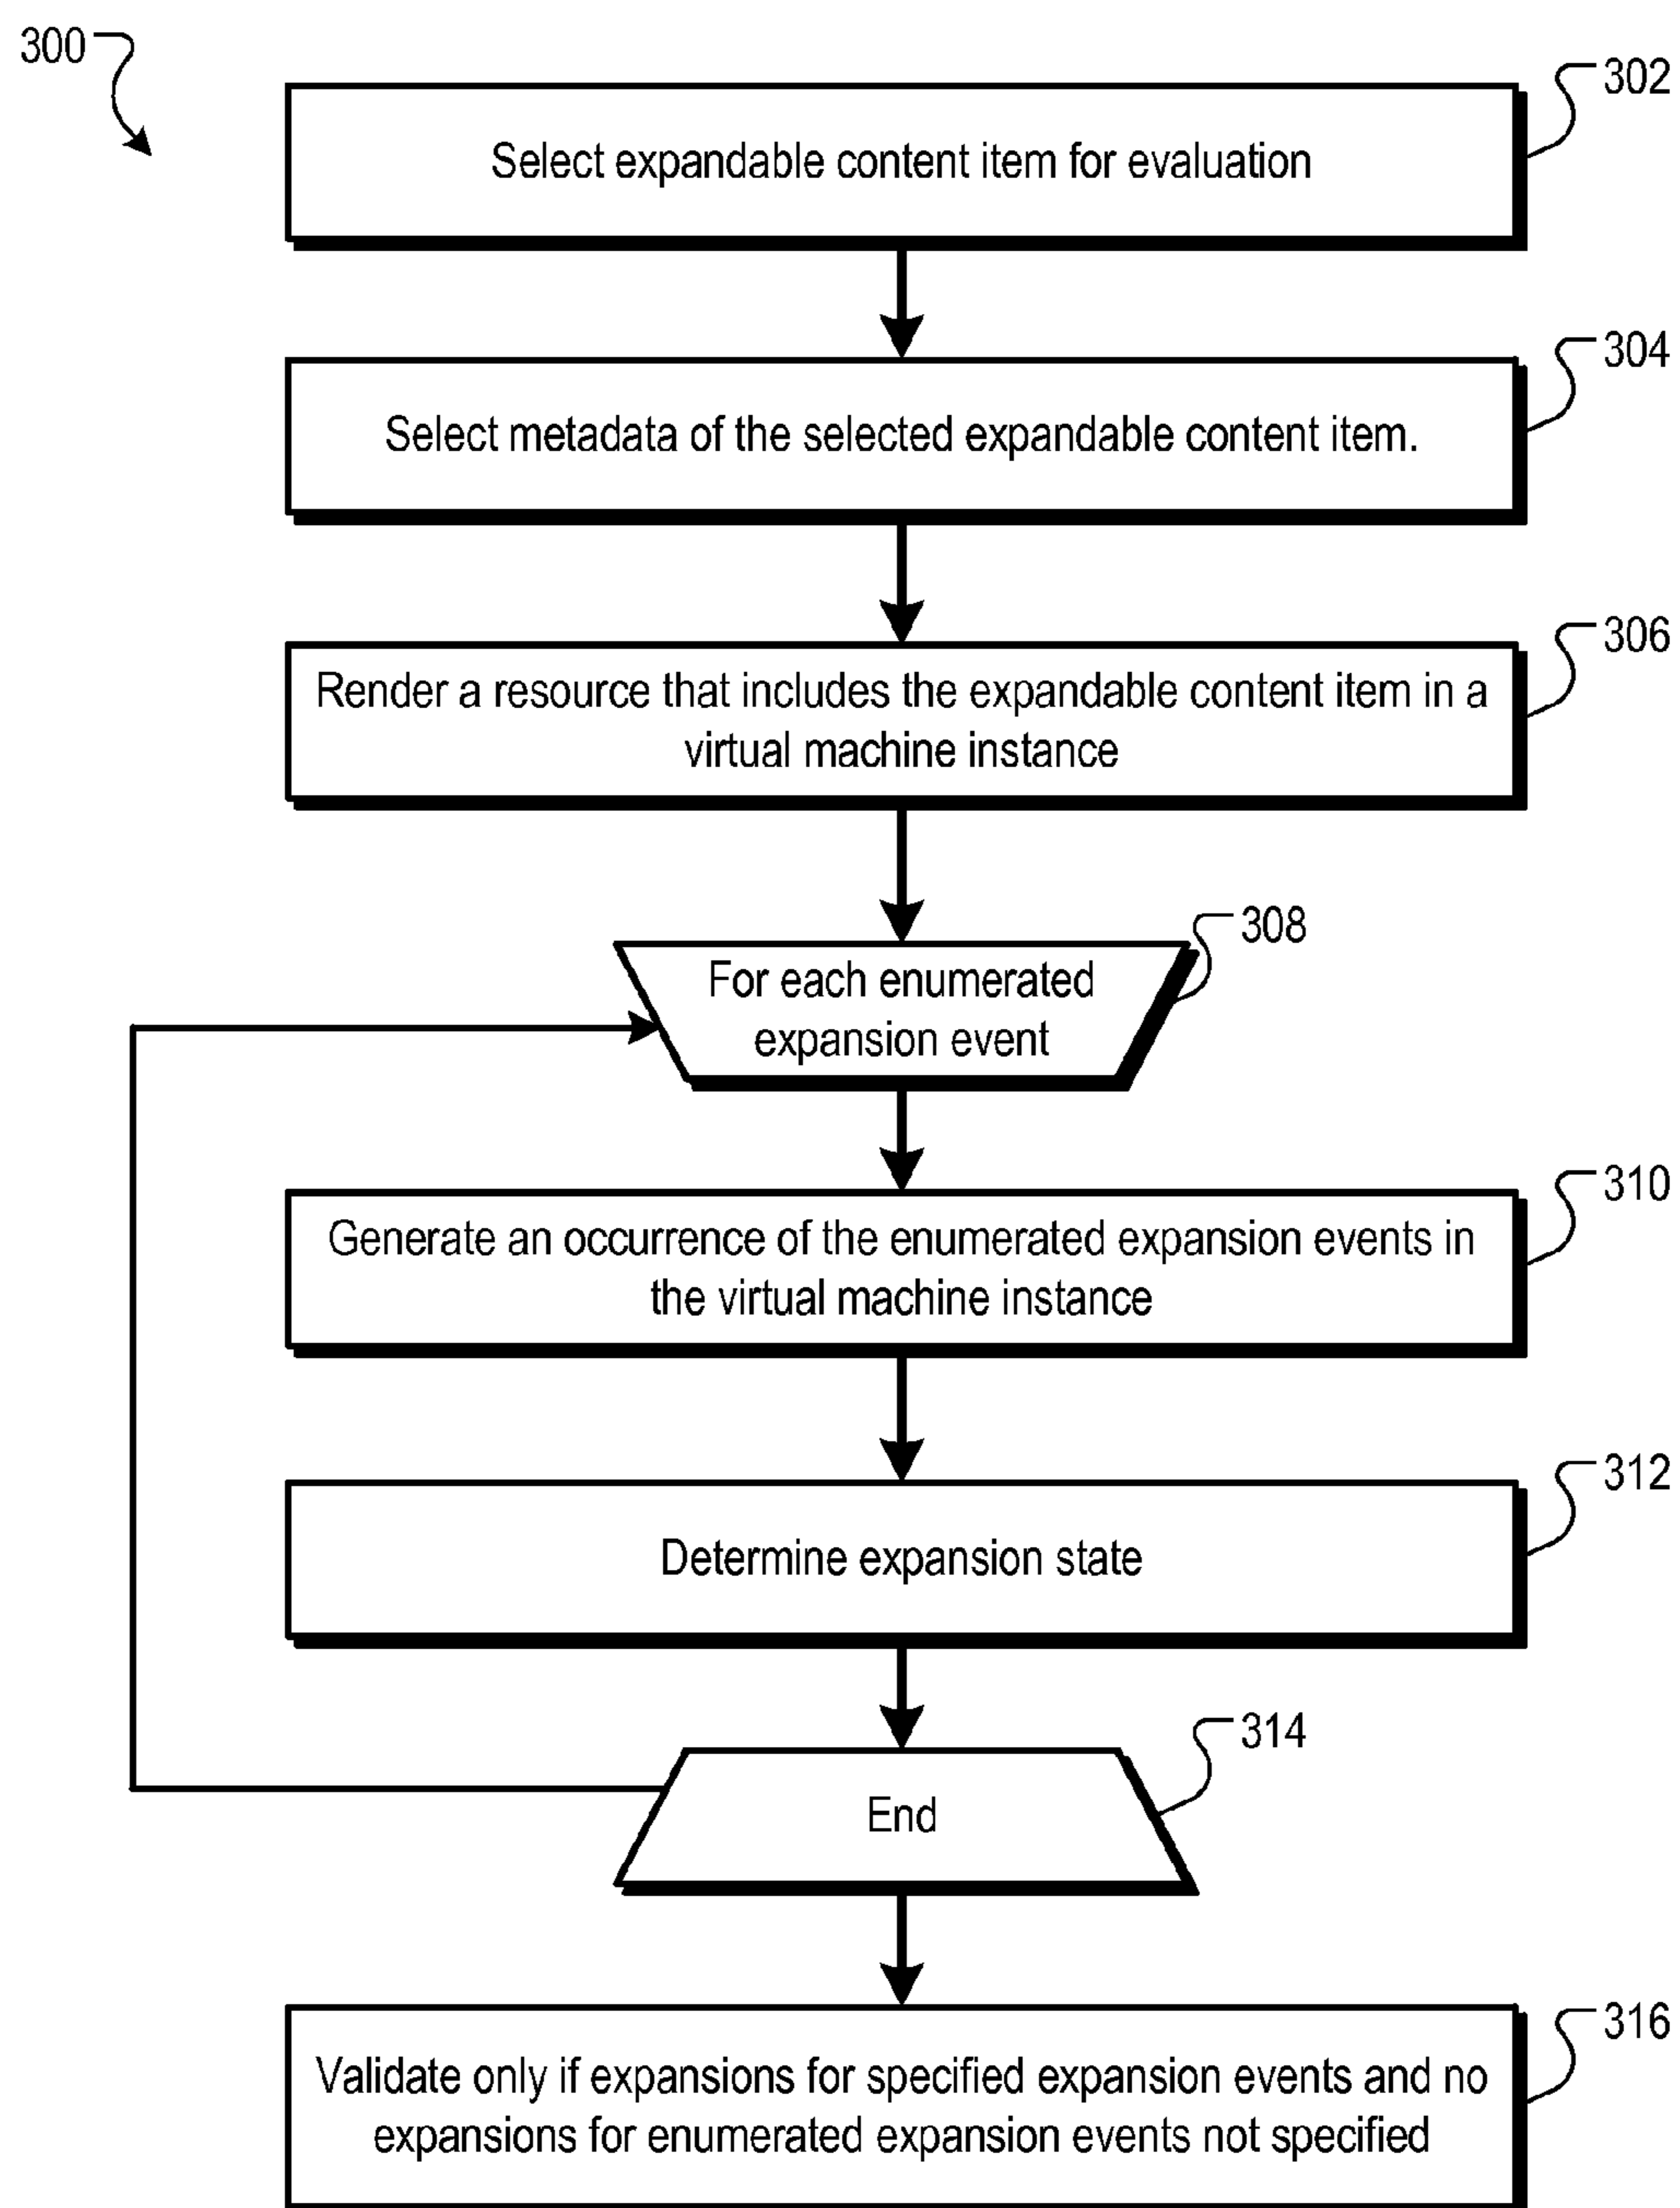 300
302
Select expandable content item for evaluation
304
Select metadata of the selected expandable content item.
306
Render a resource that includes the expandable content item in a
virtual machine instance
308
For each enumerated
expansion event
310
Generate an occurrence of the enumerated expansion events in
the virtual machine instance
312
Determine expansion state
314
End
316
Validate only if expansions for specified expansion events and no
expansions for enumerated expansion events not specified